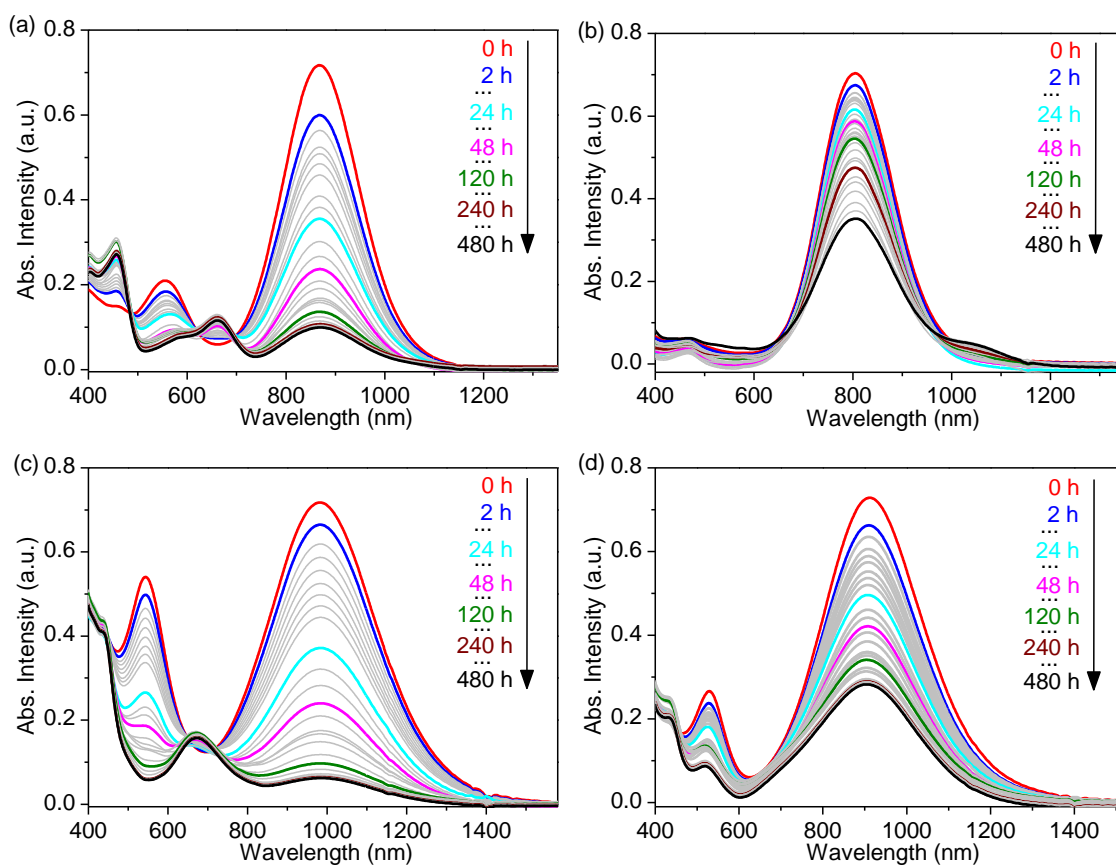 (a)
0.8
0.6
0.4
0.2
0.0
Abs. Intensity (a.u.)
0 h
2 h
...
24 h
...
48 h
...
120 h
...
240 h
...
480 h
400 600 800 1000 1200
Wavelength (nm)
(b)
0.8
0.6
0.4
0.2
0.0
Abs. Intensity (a.u.)
0 h
2 h
...
24 h
...
48 h
...
120 h
...
240 h
...
480 h
400 600 800 1000 1200
Wavelength (nm)
(c)
0.8
0.6
0.4
0.2
0.0
Abs. Intensity (a.u.)
0 h
2 h
...
24 h
...
48 h
...
120 h
...
240 h
...
480 h
400 600 800 1000 1200 1400
Wavelength (nm)
(d)
0.8
0.6
0.4
0.2
0.0
Abs. Intensity (a.u.)
0 h
2 h
...
24 h
...
48 h
...
120 h
...
240 h
...
480 h
400 600 800 1000 1200 1400
Wavelength (nm)